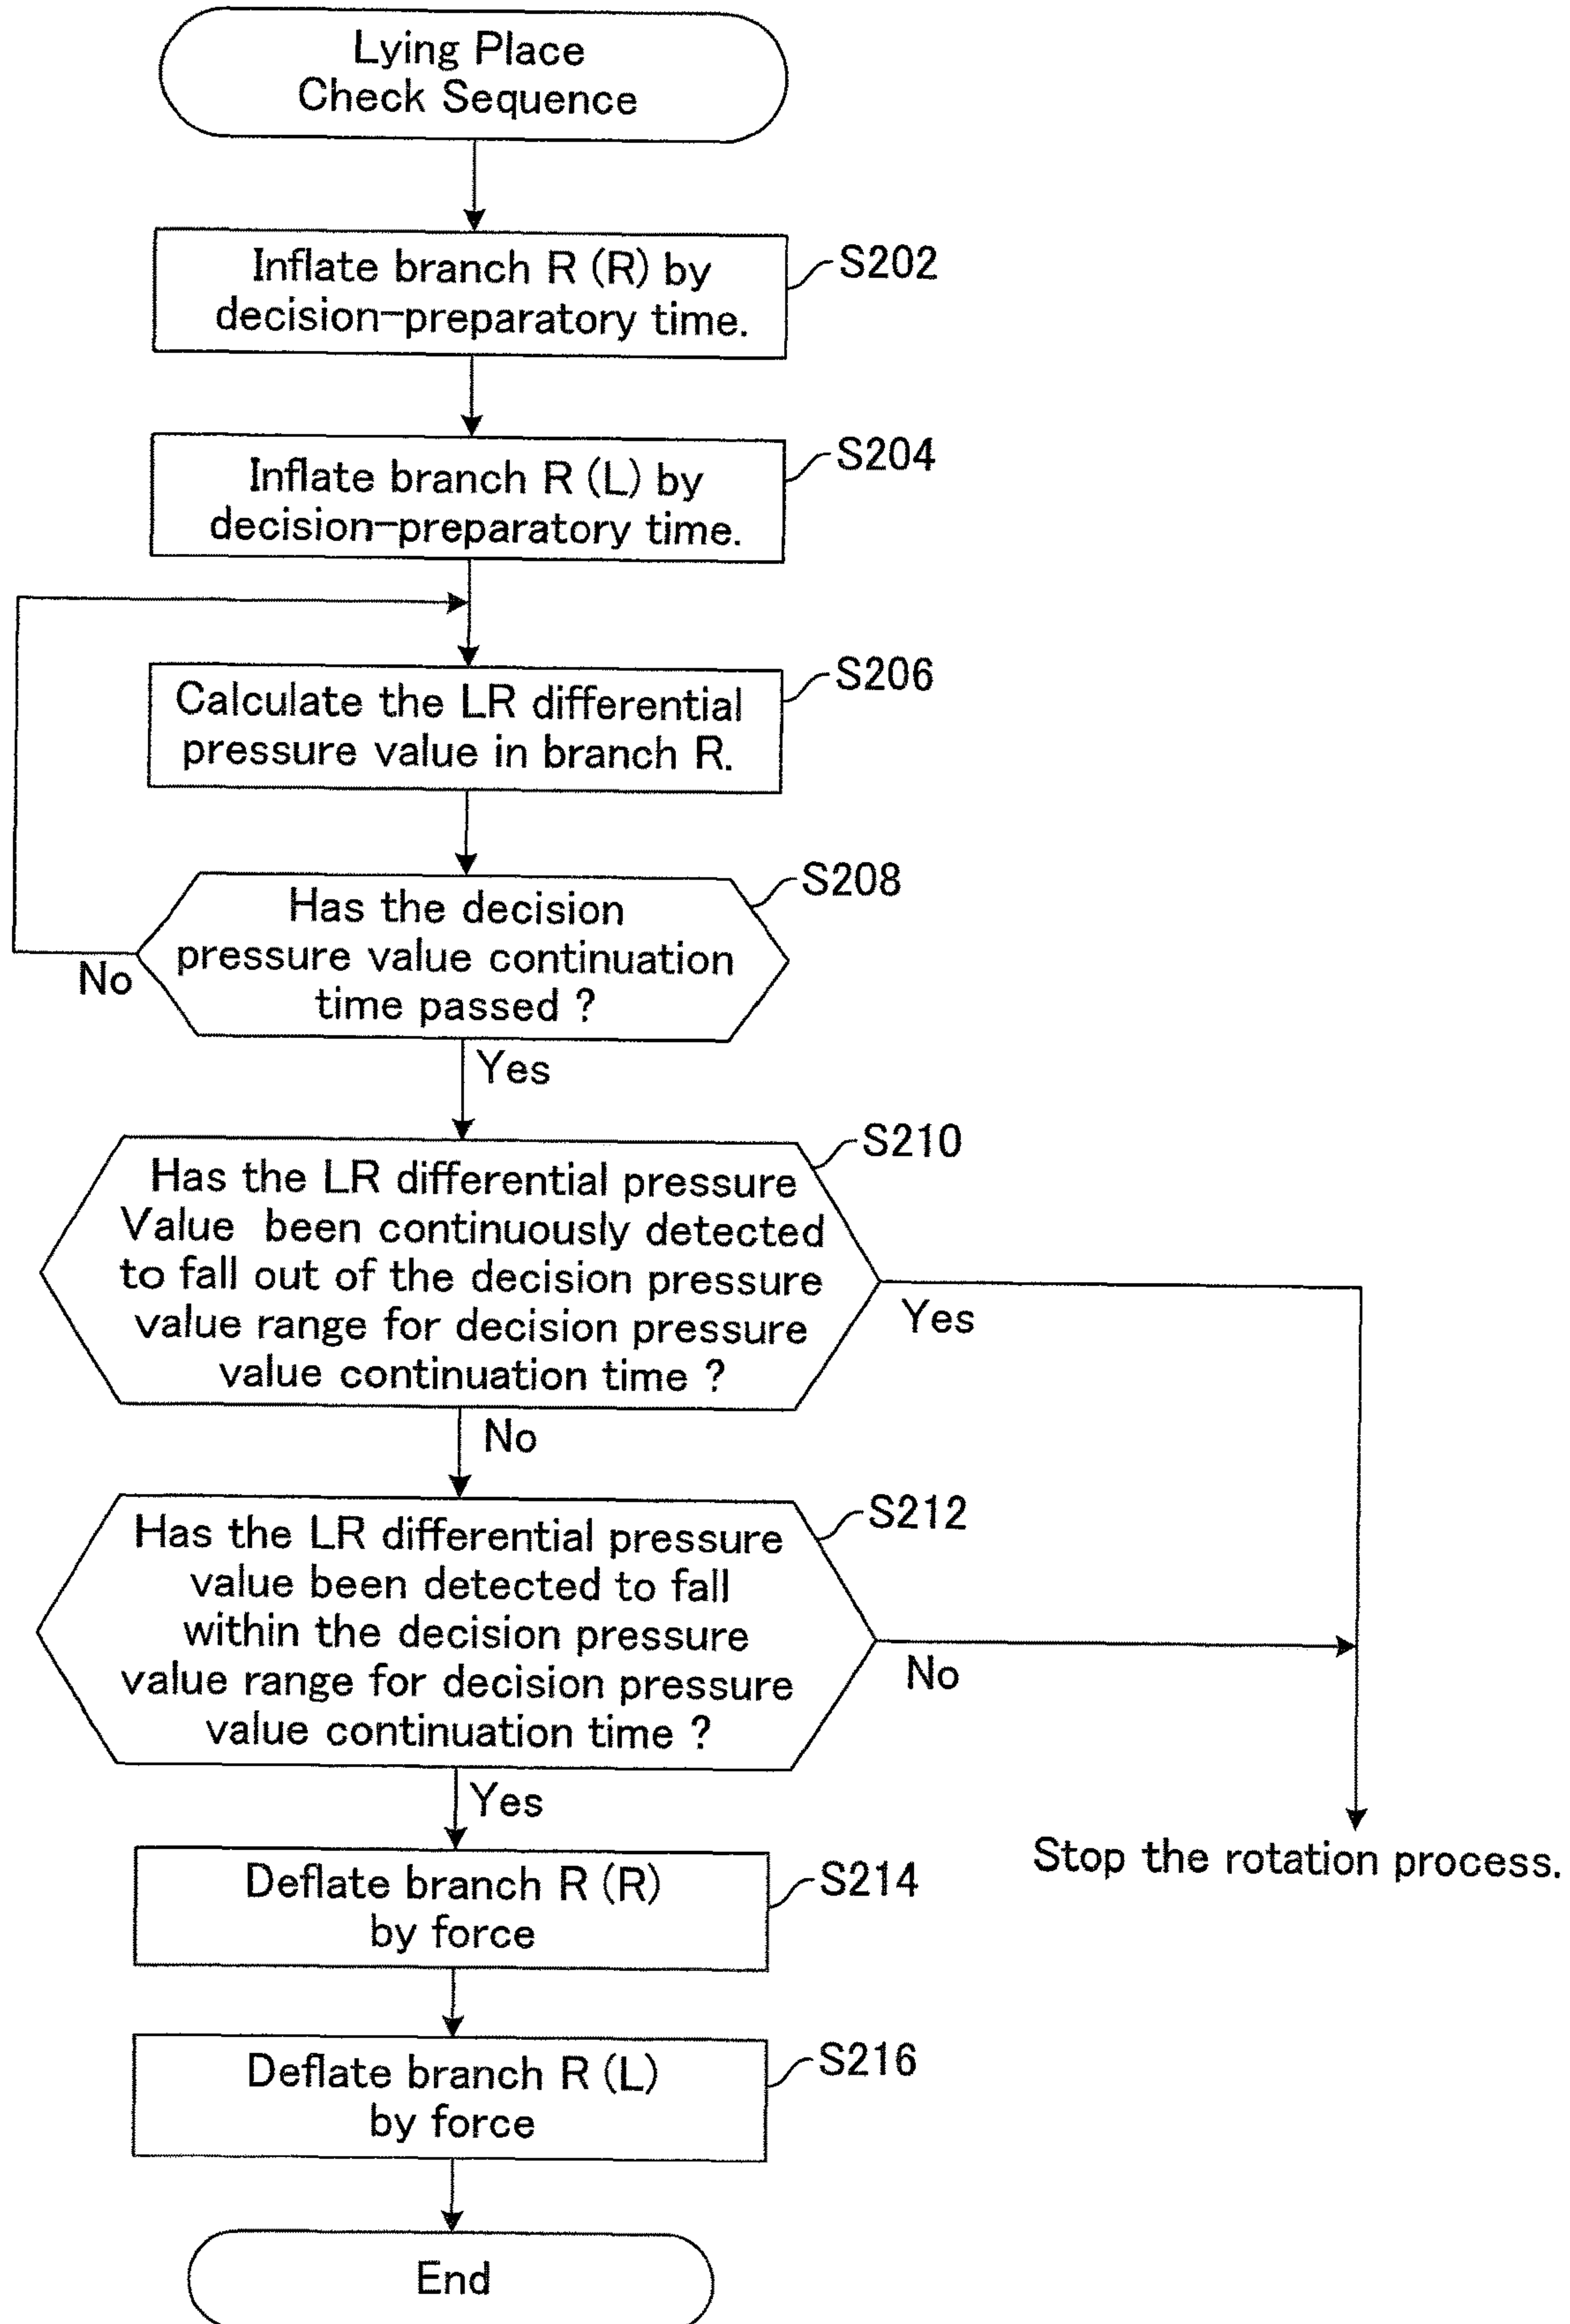 Lying Place
Check Sequence
Inflate branch R (R) by
decision-preparatory time.
S202
Inflate branch R (L) by
decision-preparatory time.
S204
Calculate the LR differential
pressure value in branch R.
S206
Has the decision
pressure value continuation
time passed ?
S208
No
Yes
Has the LR differential pressure
Value been continuously detected
to fall out of the decision pressure
value range for decision pressure
value continuation time ?
S210
Yes
No
Has the LR differential pressure
value been detected to fall
within the decision pressure
value range for decision pressure
value continuation time ?
S212
No
Yes
Stop the rotation process.
Deflate branch R (R)
by force
S214
Deflate branch R (L)
by force
S216
End